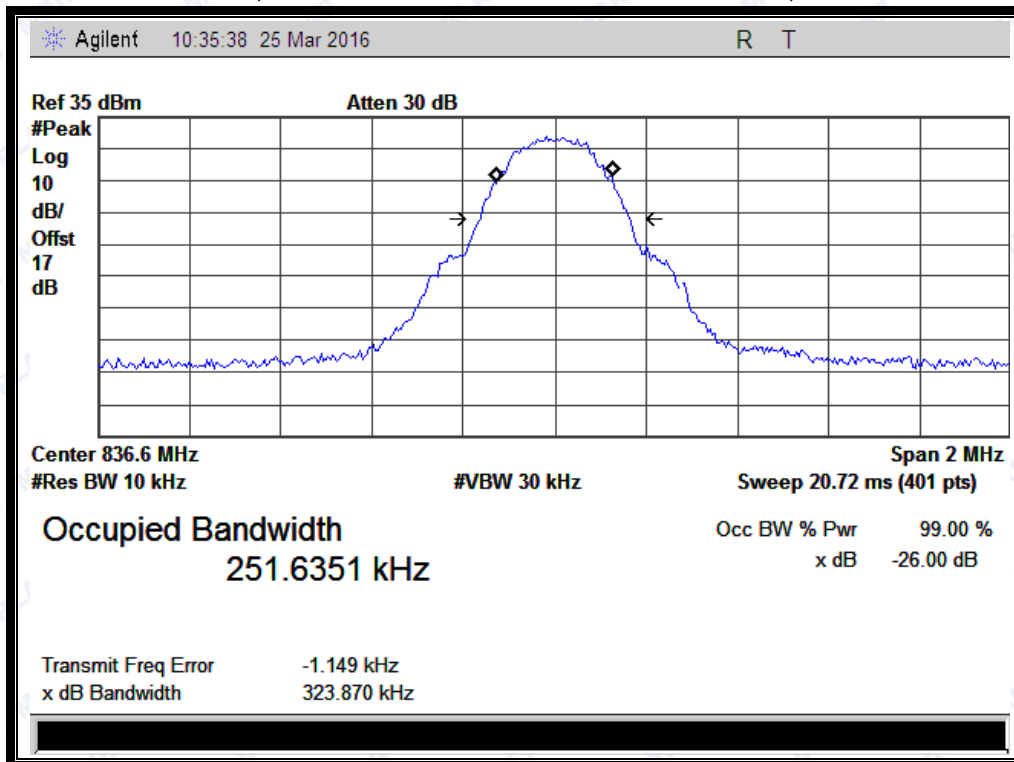 Agilent 10:35:38 25 Mar 2016 R T
Ref 35 dBm Atten 30 dB
#Peak
Log
10
dB/
Offst
17
dB
Center 836.6 MHz Span 2 MHz
#Res BW 10 kHz #VBW 30 kHz Sweep 20.72 ms (401 pts)
Occupied Bandwidth Occ BW % Pwr 99.00 %
251.6351 kHz x dB -26.00 dB
Transmit Freq Error -1.149 kHz
x dB Bandwidth 323.870 kHz